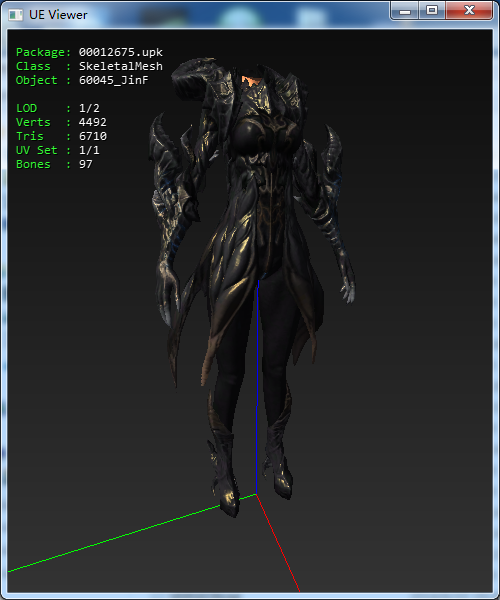 UE Viewer
Package: 00012675.upk
Class  : SkeletalMesh
Object : 60045_JinF
LOD    : 1/2
Verts  : 4492
Tris   : 6710
UV Set : 1/1
Bones  : 97